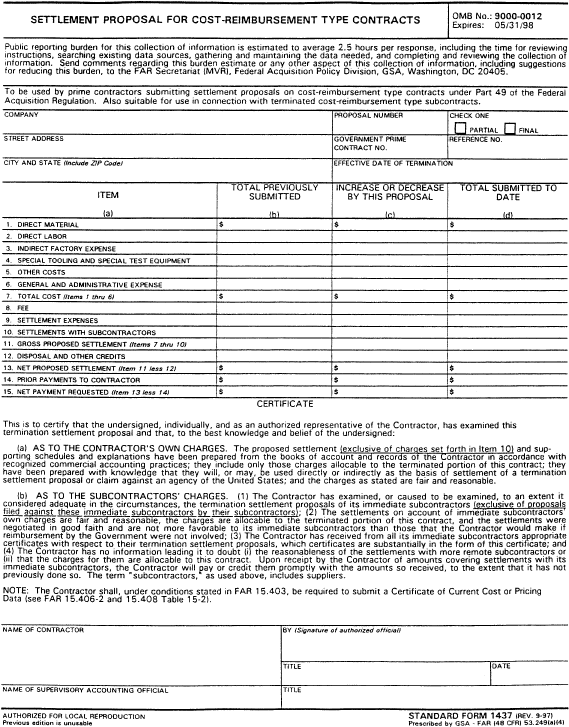 SETTLEMENT PROPOSAL FOR COST-REIMBURSEMENT TYPE CONTRACTS
OMB No.: 9000-0012
Expires: 05/31/98
Public reporting burden for this collection of information is estimated to average 2.5 hours per response, including the time for reviewing
instructions, searching existing data sources, gathering and maintaining the data needed, and completing and reviewing the collection of
information. Send comments regarding this burden estimate or any other aspect of this collection of information, including suggestions
for reducing this burden, to the FAR Secretariat (MVR), Federal Acquisition Policy Division, GSA, Washington, DC 20405.
To be used by prime contractors submitting settlement proposals on cost-reimbursement type contracts under Part 49 of the Federal
Acquisition Regulation. Also suitable for use in connection with terminated cost-reimbursement type subcontracts.
COMPANY
PROPOSAL NUMBER
CHECK ONE
PARTIAL FINAL
STREET ADDRESS
GOVERNMENT PRIME
CONTRACT NO.
REFERENCE NO.
CITY AND STATE (Include ZIP Code)
EFFECTIVE DATE OF TERMINATION
ITEM
(a)
TOTAL PREVIOUSLY
SUBMITTED
(b)
INCREASE OR DECREASE
BY THIS PROPOSAL
(c)
TOTAL SUBMITTED TO
DATE
(d)
1. DIRECT MATERIAL $ $ $
2. DIRECT LABOR
3. INDIRECT FACTORY EXPENSE
4. SPECIAL TOOLING AND SPECIAL TEST EQUIPMENT
5. OTHER COSTS
6. GENERAL AND ADMINISTRATIVE EXPENSE
7. TOTAL COST (Items 1 thru 6) $ $ $
8. FEE
9. SETTLEMENT EXPENSES
10. SETTLEMENTS WITH SUBCONTRACTORS
11. GROSS PROPOSED SETTLEMENT (Items 7 thru 10)
12. DISPOSAL AND OTHER CREDITS
13. NET PROPOSED SETTLEMENT (Item 11 less 12) $ $ $
14. PRIOR PAYMENTS TO CONTRACTOR $ $ $
15. NET PAYMENT REQUESTED (Item 13 less 14) $ $ $
CERTIFICATE
This is to certify that the undersigned, individually, and as an authorized representative of the Contractor, has examined this
termination settlement proposal and that, to the best knowledge and belief of the undersigned:
(a) AS TO THE CONTRACTOR'S OWN CHARGES. The proposed settlement (exclusive of charges set forth in Item 10) and sup-
porting schedules and explanations have been prepared from the books of account and records of the Contractor in accordance with
recognized commercial accounting practices; they include only those charges allocable to the terminated portion of this contract; they
have been prepared with knowledge that they will, or may, be used directly or indirectly as the basis of settlement of a termination
settlement proposal or claim against an agency of the United States; and the charges as stated are fair and reasonable.
(b) AS TO THE SUBCONTRACTORS' CHARGES. (1) The Contractor has examined, or caused to be examined, to an extent it
considered adequate in the circumstances, the termination settlement proposals of its immediate subcontractors (exclusive of proposals
filed against these immediate subcontractors by their subcontractors); (2) The settlements on account of immediate subcontractors'
own charges are fair and reasonable, the charges are allocable to the terminated portion of this contract, and the settlements were
negotiated in good faith and are not more favorable to its immediate subcontractors than those that the Contractor would make if
reimbursement by the Government were not involved; (3) The Contractor has received from all its immediate subcontractors appropriate
certificates with respect to their termination settlement proposals, which certificates are substantially in the form of this certificate; and
(4) The Contractor has no information leading it to doubt (i) the reasonableness of the settlements with more remote subcontractors or
(ii) that the charges for them are allocable to this contract. Upon receipt by the Contractor of amounts covering settlements with its
immediate subcontractors, the Contractor will pay or credit them promptly with the amounts so received, to the extent that it has not
previously done so. The term "subcontractors," as used above, includes suppliers.
NOTE: The Contractor shall, under conditions stated in FAR 15.403, be required to submit a Certificate of Current Cost or Pricing
Data (see FAR 15.406-2 and 15.408 Table 15-2).
NAME OF CONTRACTOR
BY (Signature of authorized official)
TITLE
DATE
NAME OF SUPERVISORY ACCOUNTING OFFICIAL
TITLE
AUTHORIZED FOR LOCAL REPRODUCTION
Previous edition is unusable
STANDARD FORM 1437 (REV. 9-97)
Prescribed by GSA - FAR (48 CFR) 53.249(a)(4)